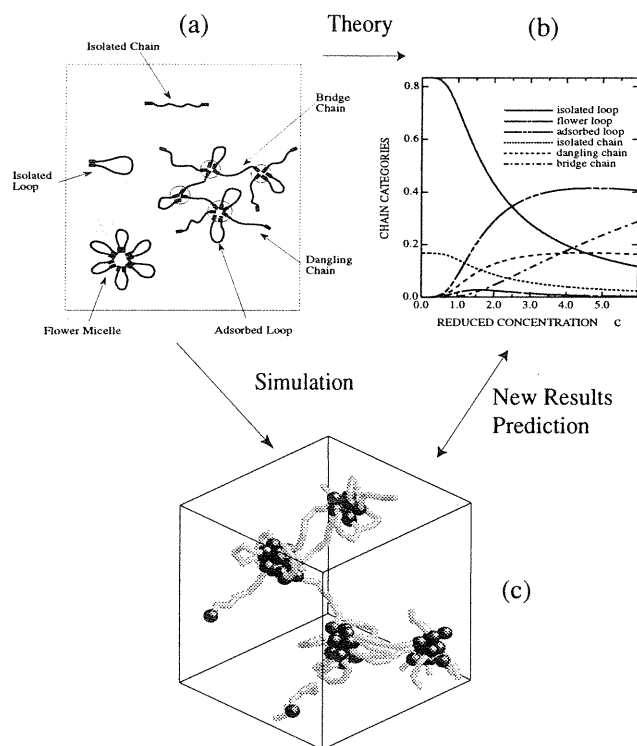 (a)
Theory
(b)
Isolated Chain
Bridge
Chain
Isolated
Loop
Dangling
Chain
Flower Micelle
Adsorbed Loop
CHAIN CATEGORIES
0.8
0.6
0.4
0.2
0.0
isolated loop
flower loop
adsorbed loop
isolated chain
dangling chain
bridge chain
0.0 1.0 2.0 3.0 4.0 5.0
REDUCED CONCENTRATION c
Simulation
New Results
Prediction
(c)